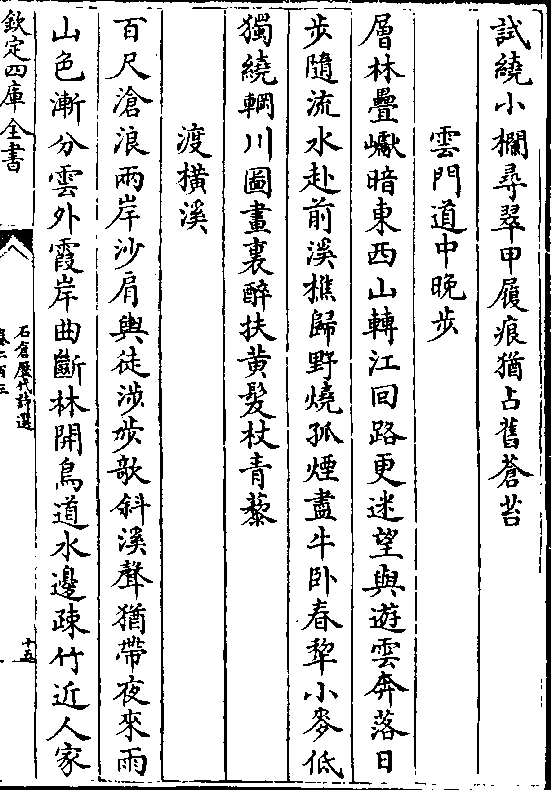 試繞小欄尋翠甲屐痕猶占舊蒼苔
雲門道中晚步
層林疊巘暗東西山轉江回路更迷望與遊雲奔落日
步隨流水赴前溪樵歸野燒孤煙盡牛臥春犂小麥低
獨繞輞川圖畫裏醉扶黄髮杖青藜
渡橫溪
百尺滄浪兩岸沙肩輿徒涉步歌斜溪聲猶帶夜來雨
山色漸分雲外霞岸曲斷林開鳥道水邊疎竹近人家
欽定四庫全書
石倉歷代詩選
卷二百三
十五